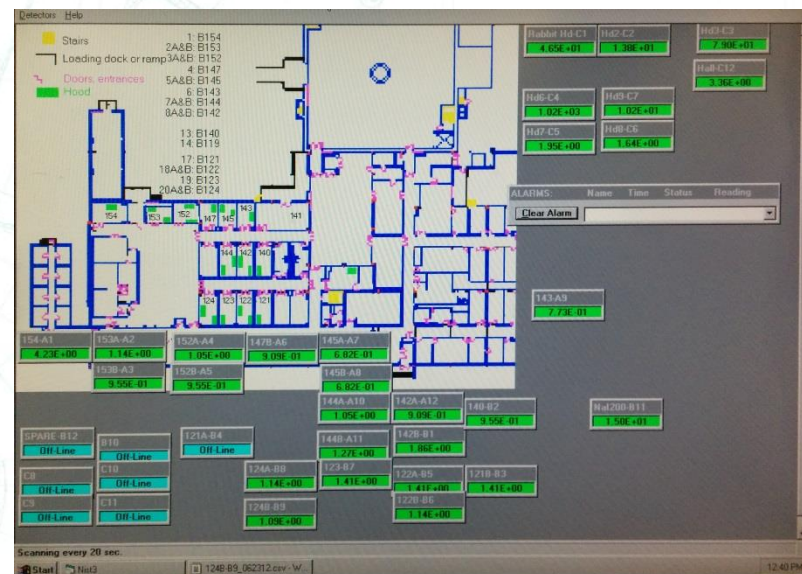 Detectors Help
Stairs
Loading dock or ramp
Doors, entrances
Hood
1: B154
2A&B: B153
3A&B: B152
4: B147
5A&B: B145
6: B143
7A&B: B144
8A&B: B142
13: B140
14: B119
17: B121
18A&B: B122
19: B123
20A&B: B124
154
153
152
147
145
143
141
144
142
140
124
123
122
121
Rabbit Hd-C1
4.65E+01
Hd2-C2
1.38E+01
Hd3-C3
7.90E+01
Hall-C12
3.36E+00
Hd6-C4
1.02E+03
Hd9-C7
1.02E+01
Hd7-C5
1.95E+00
Hd8-C6
1.64E+00
ALARMS: Name Time Status Reading
Clear Alarm
143-A9
7.73E-01
154-A1
4.23E+00
153A-A2
1.14E+00
152A-A4
1.05E+00
147B-A6
9.09E-01
145A-A7
6.82E-01
153B-A3
9.55E-01
152B-A5
9.55E-01
145B-A8
6.82E-01
144A-A10
1.05E+00
142A-A12
9.09E-01
140-B2
9.55E-01
NaI200-B11
1.50E+01
SPARE-B12
Off-Line
B10
Off-Line
121A-B4
Off-Line
144B-A11
1.27E+00
142B-B1
1.86E+00
C8
Off-Line
C10
Off-Line
124A-B8
1.14E+00
123-B7
1.41E+00
122A-B5
1.41E+00
121B-B3
1.41E+00
C9
Off-Line
C11
Off-Line
124B-B9
1.09E+00
122B-B6
1.14E+00
Scanning every 20 sec.
Start
Nist3
124B-B9_062312.csv - W...
12:40 PM